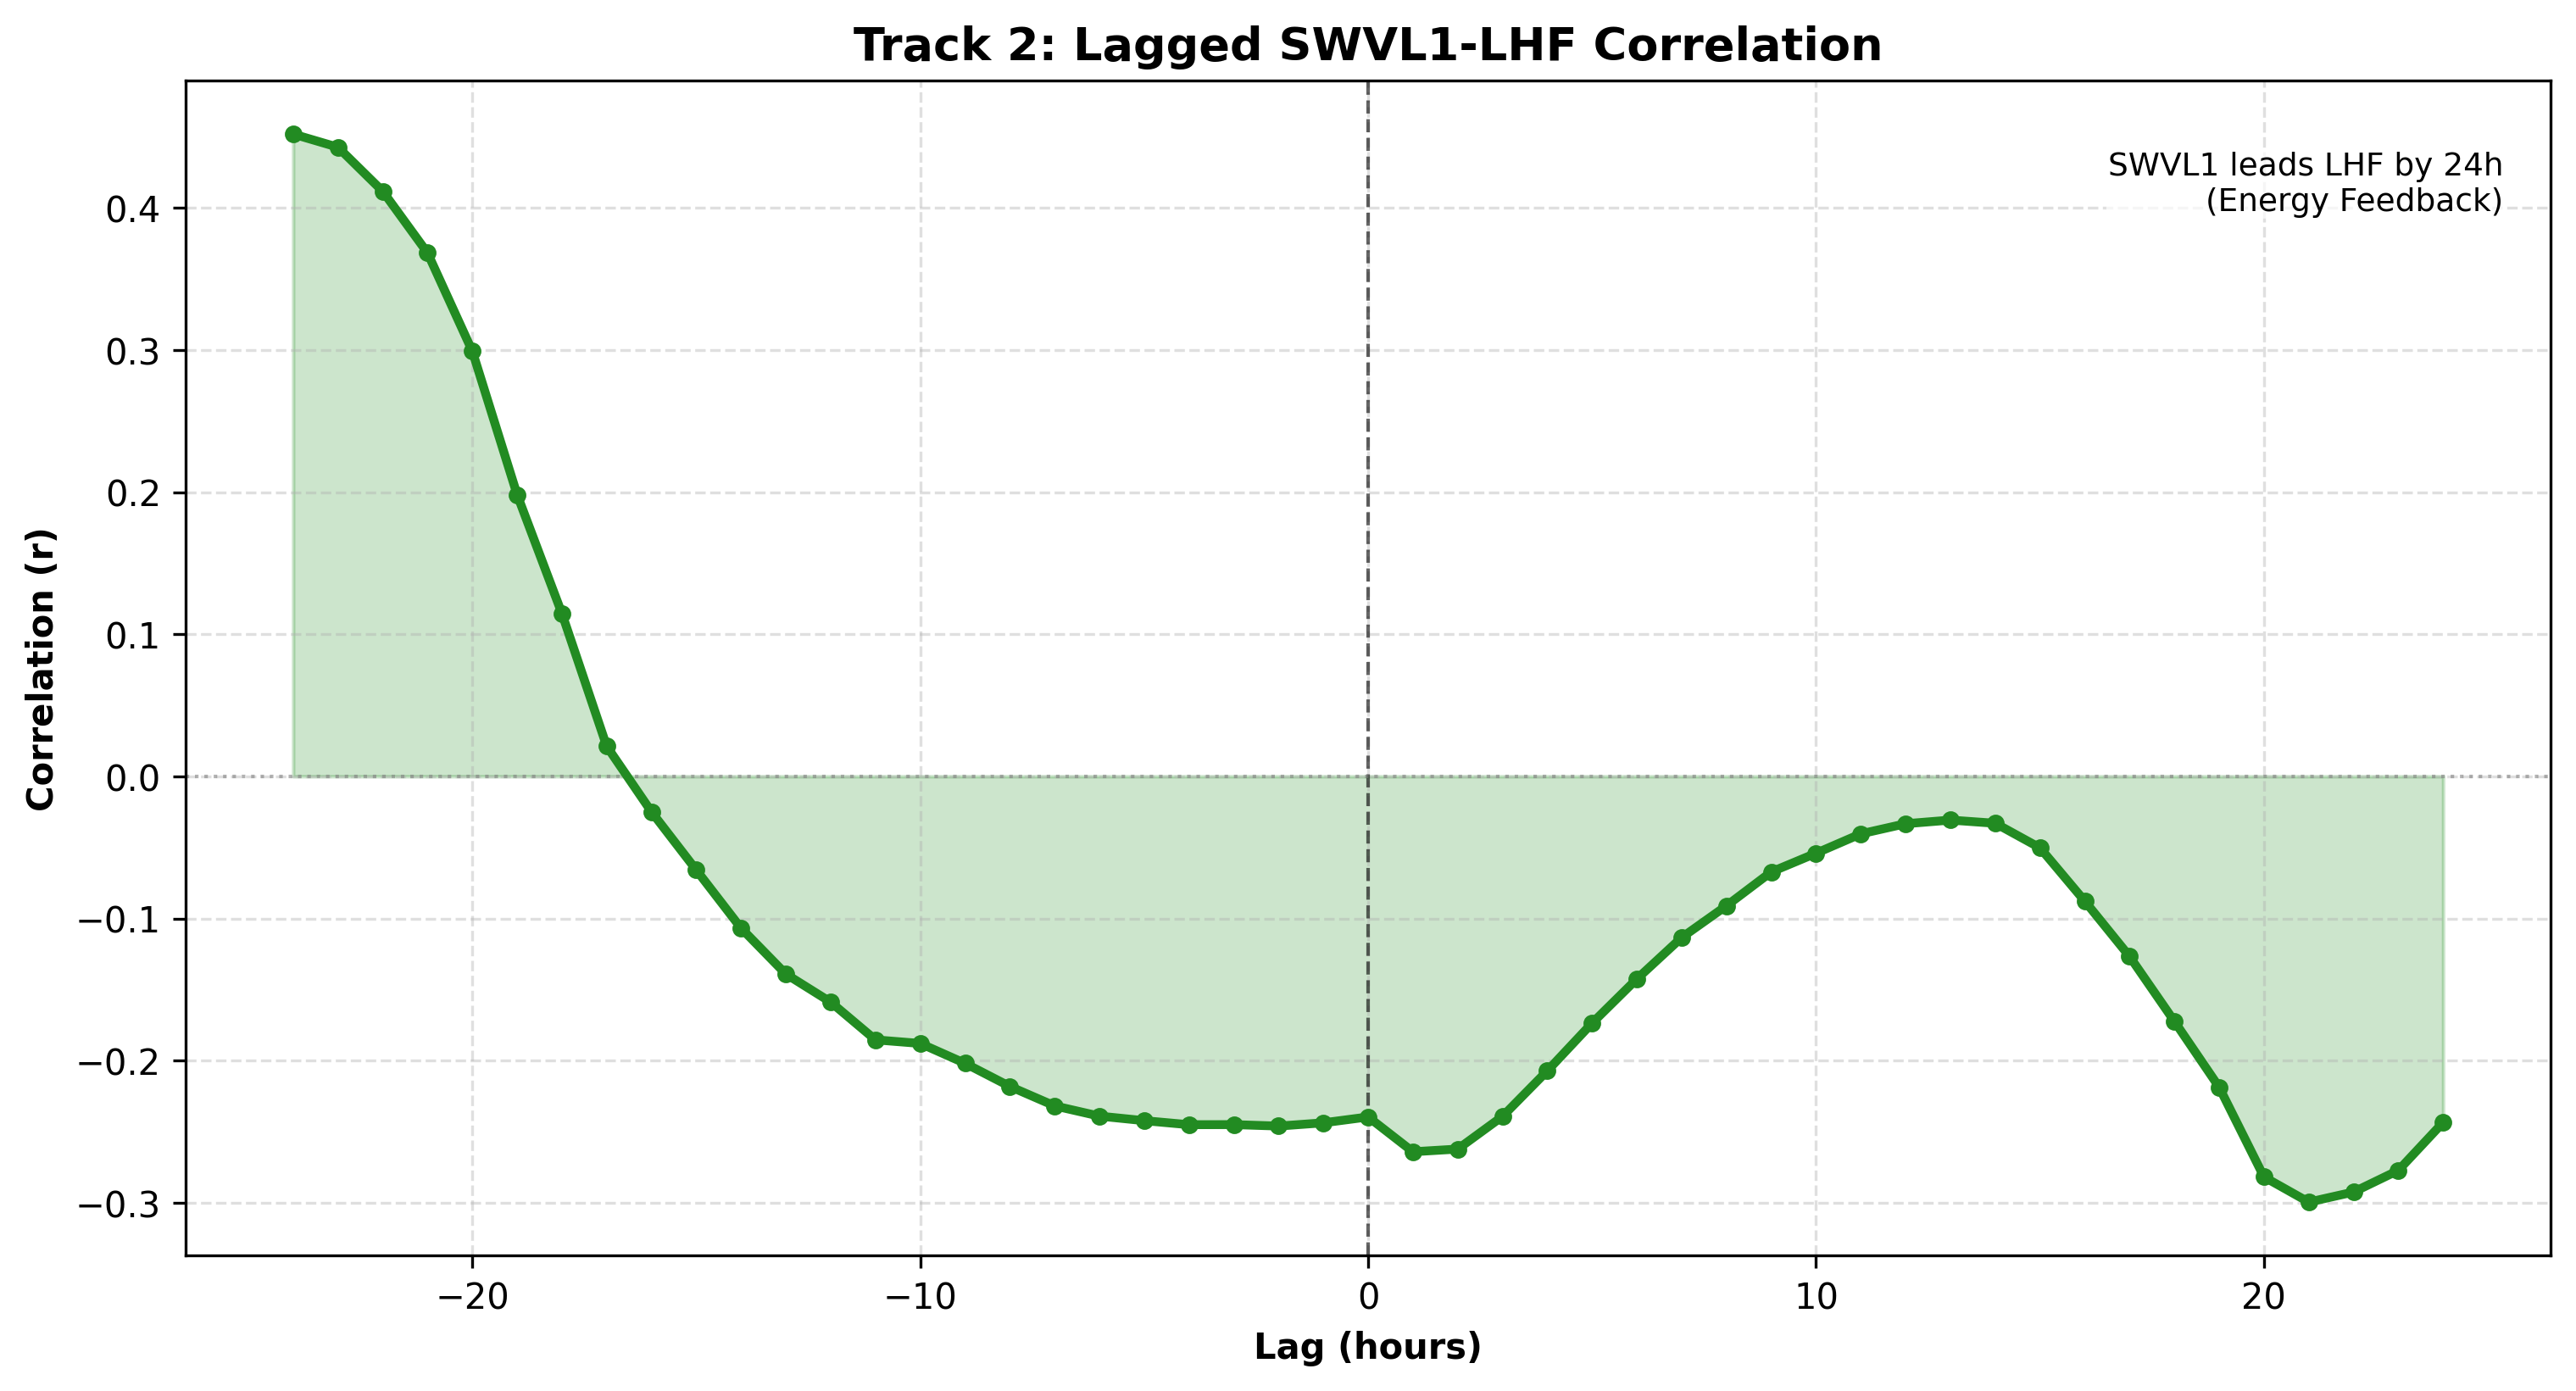 Track 2: Lagged SWVL1-LHF Correlation
SWVL1 leads LHF by 24h
(Energy Feedback)
Correlation (r)
0.4
0.3
0.2
0.1
0.0
−0.1
−0.2
−0.3
−20
−10
0
10
20
Lag (hours)